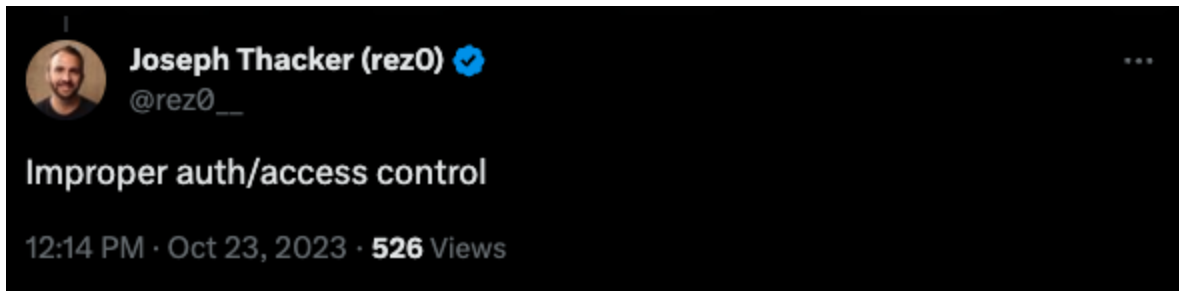 Joseph Thacker (rez0)
@rez0__
Improper auth/access control
12:14 PM · Oct 23, 2023 · 526 Views